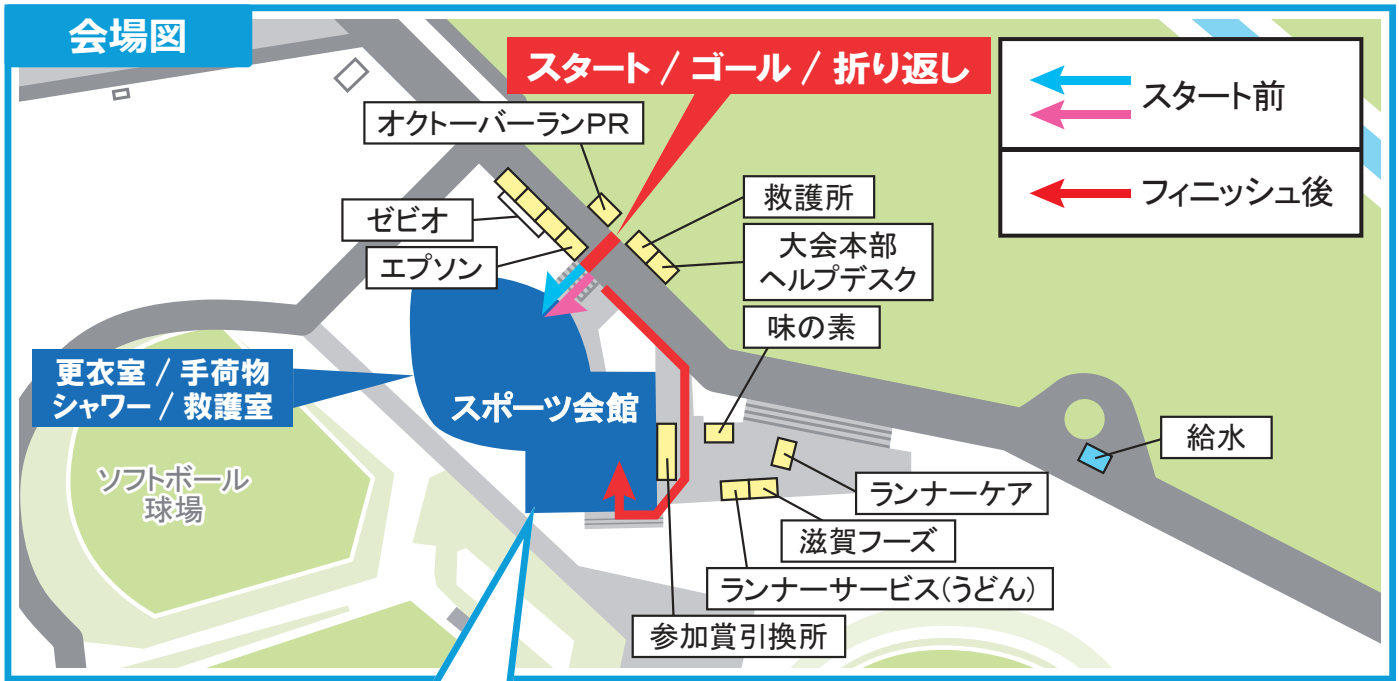 会場図
スタート / ゴール / 折り返し
スタート前
フィニッシュ後
オクトーバーランPR
ゼビオ
エプソン
救護所
大会本部
ヘルプデスク
味の素
更衣室 / 手荷物
シャワー / 救護室
スポーツ会館
給水
ソフトボール
球場
ランナーケア
滋賀フーズ
ランナーサービス(うどん)
参加賞引換所